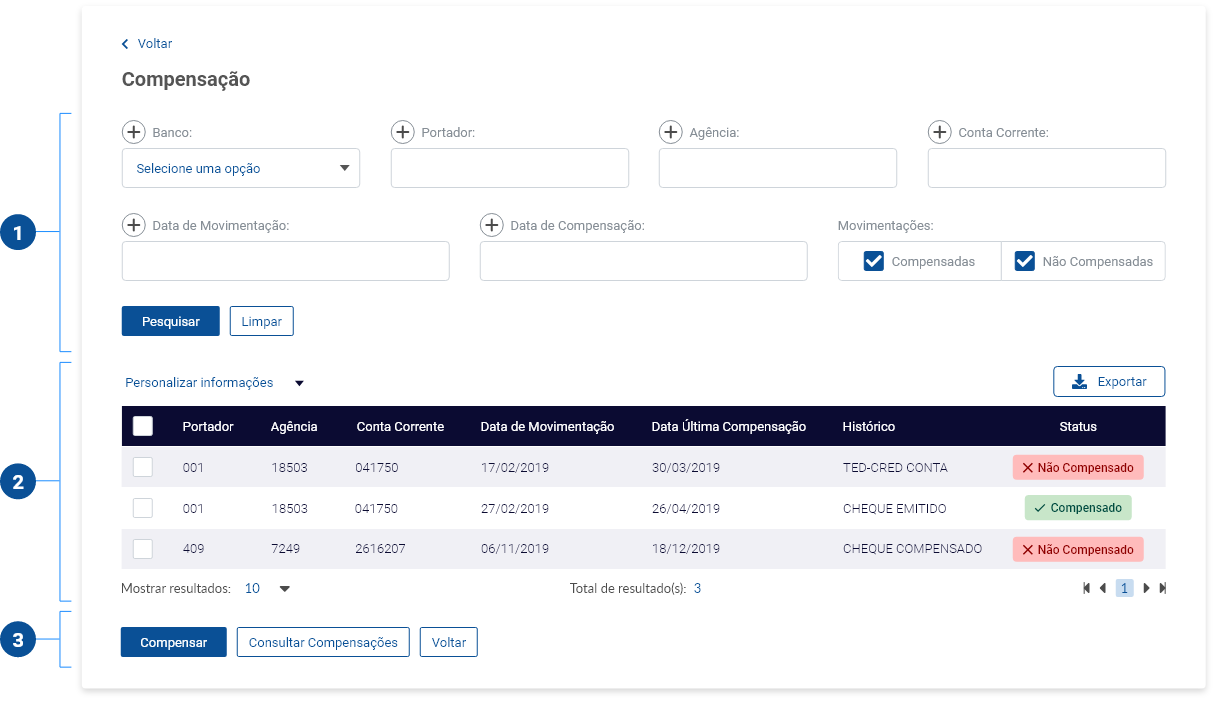 Voltar
Compensação
Banco: Portador: Agência: Conta Corrente:
Selecione uma opção
1
Data de Movimentação: Data de Compensação: Movimentações:
Compensadas Não Compensadas
Pesquisar Limpar
Personalizar informações Exportar
Portador Agência Conta Corrente Data de Movimentação Data Última Compensação Histórico Status
001 18503 041750 17/02/2019 30/03/2019 TED-CRED CONTA Não Compensado
2
001 18503 041750 27/02/2019 26/04/2019 CHEQUE EMITIDO Compensado
409 7249 2616207 06/11/2019 18/12/2019 CHEQUE COMPENSADO Não Compensado
Mostrar resultados: 10 Total de resultado(s): 3 1
3
Compensar Consultar Compensações Voltar